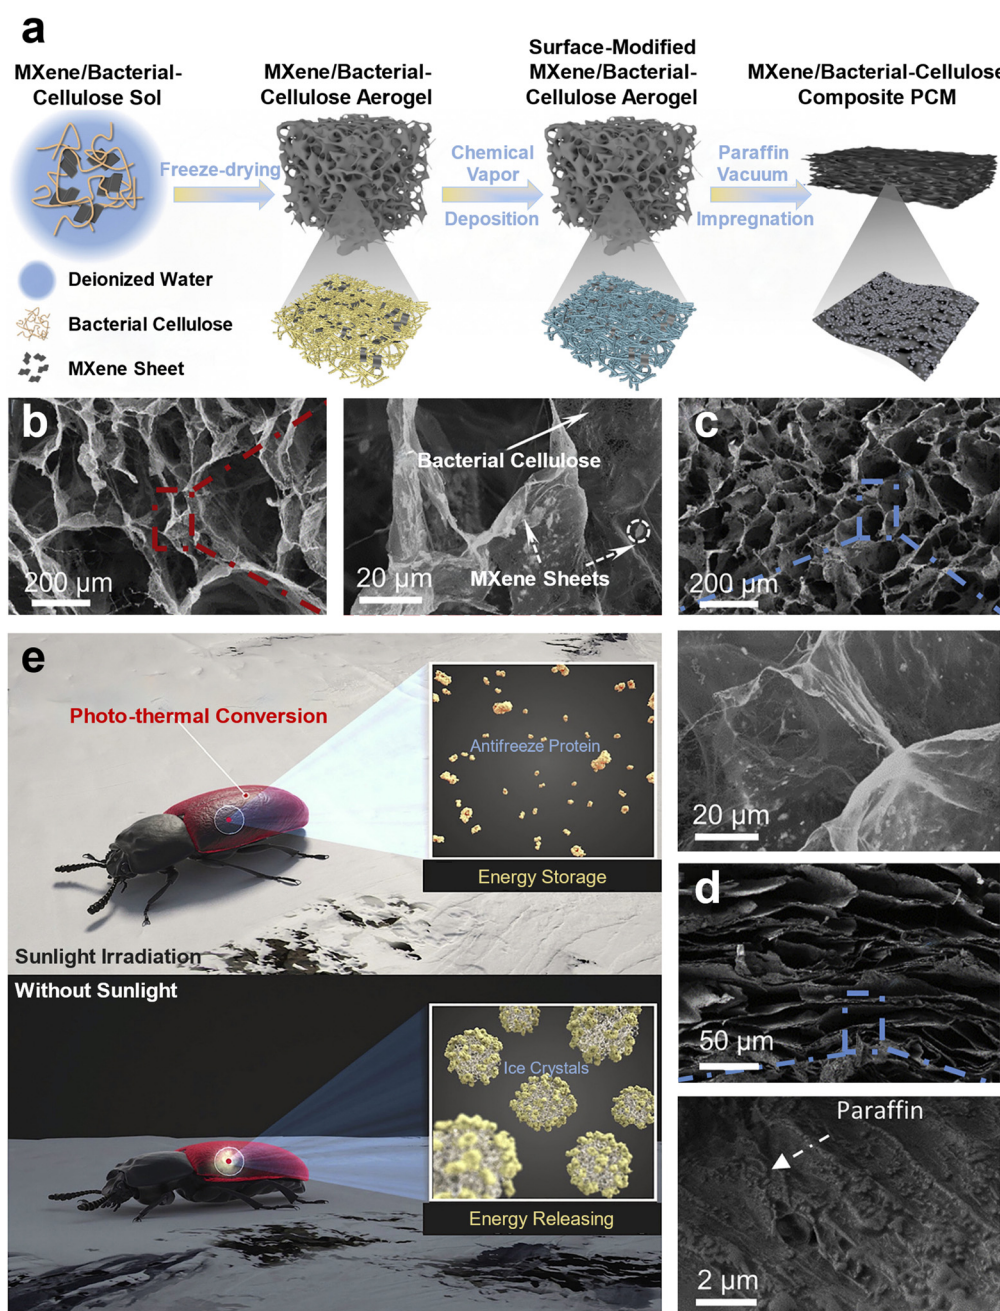 a
MXene/Bacterial-
Cellulose Sol
MXene/Bacterial-
Cellulose Aerogel
Surface-Modified
MXene/Bacterial-
Cellulose Aerogel
MXene/Bacterial-Cellulose
Composite PCM
Freeze-drying
Chemical
Vapor
Deposition
Paraffin
Vacuum
Impregnation
Deionized Water
Bacterial Cellulose
MXene Sheet
b
200 μm
Bacterial Cellulose
MXene Sheets
20 μm
c
200 μm
20 μm
d
50 μm
Paraffin
2 μm
e
Photo-thermal Conversion
Antifreeze Protein
Energy Storage
Sunlight Irradiation
Without Sunlight
Ice Crystals
Energy Releasing